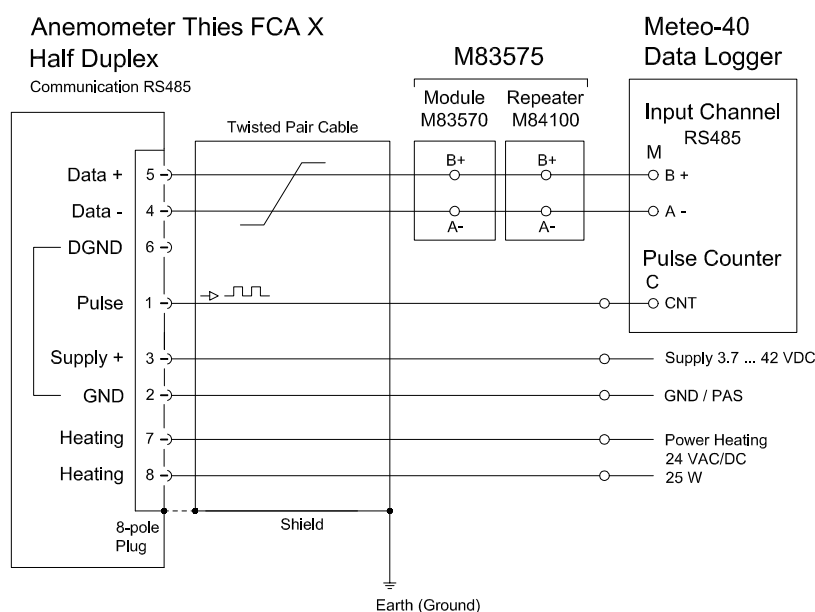 Anemometer Thies FCA X
Half Duplex
Communication RS485
Meteo-40
Data Logger
M83575
Module
M83570
Repeater
M84100
Input Channel
RS485
M
Twisted Pair Cable
Data + 5 B+ B+ B +
Data - 4 A- A- A -
DGND 6
Pulse Counter
C
Pulse 1 CNT
Supply + 3 Supply 3.7 ... 42 VDC
GND 2 GND / PAS
Heating 7 Power Heating
24 VAC/DC
Heating 8 25 W
8-pole
Plug
Shield
Earth (Ground)